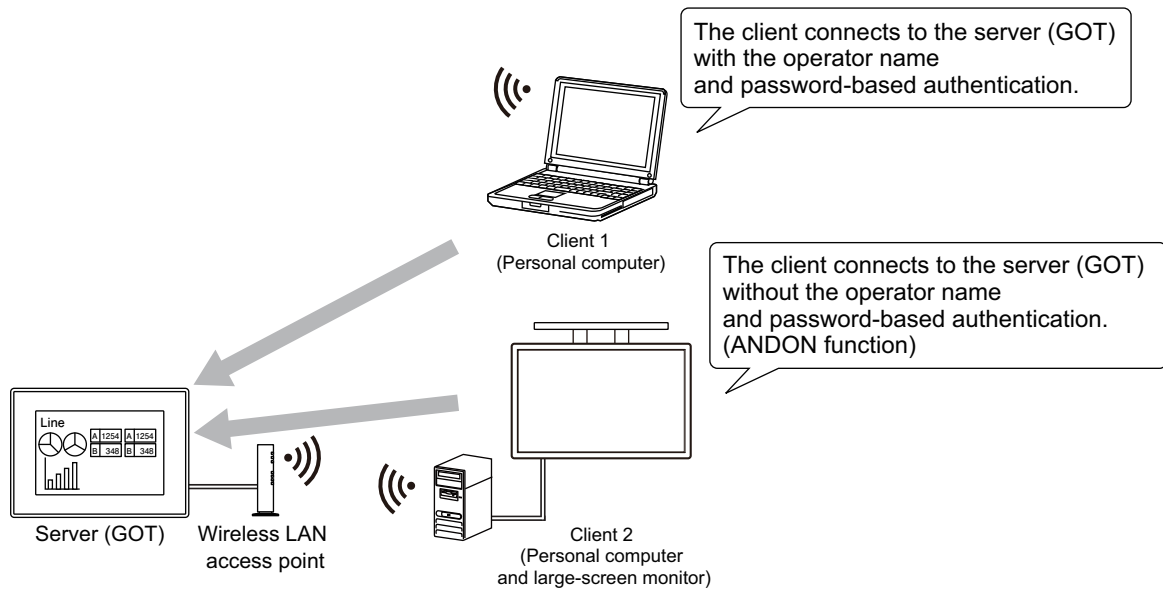 The client connects to the server (GOT)
with the operator name
and password-based authentication.
Client 1
(Personal computer)
The client connects to the server (GOT)
without the operator name
and password-based authentication.
(ANDON function)
Line
A 1254 A 1254
B 348 B 348
Server (GOT)
Wireless LAN
access point
Client 2
(Personal computer
and large-screen monitor)